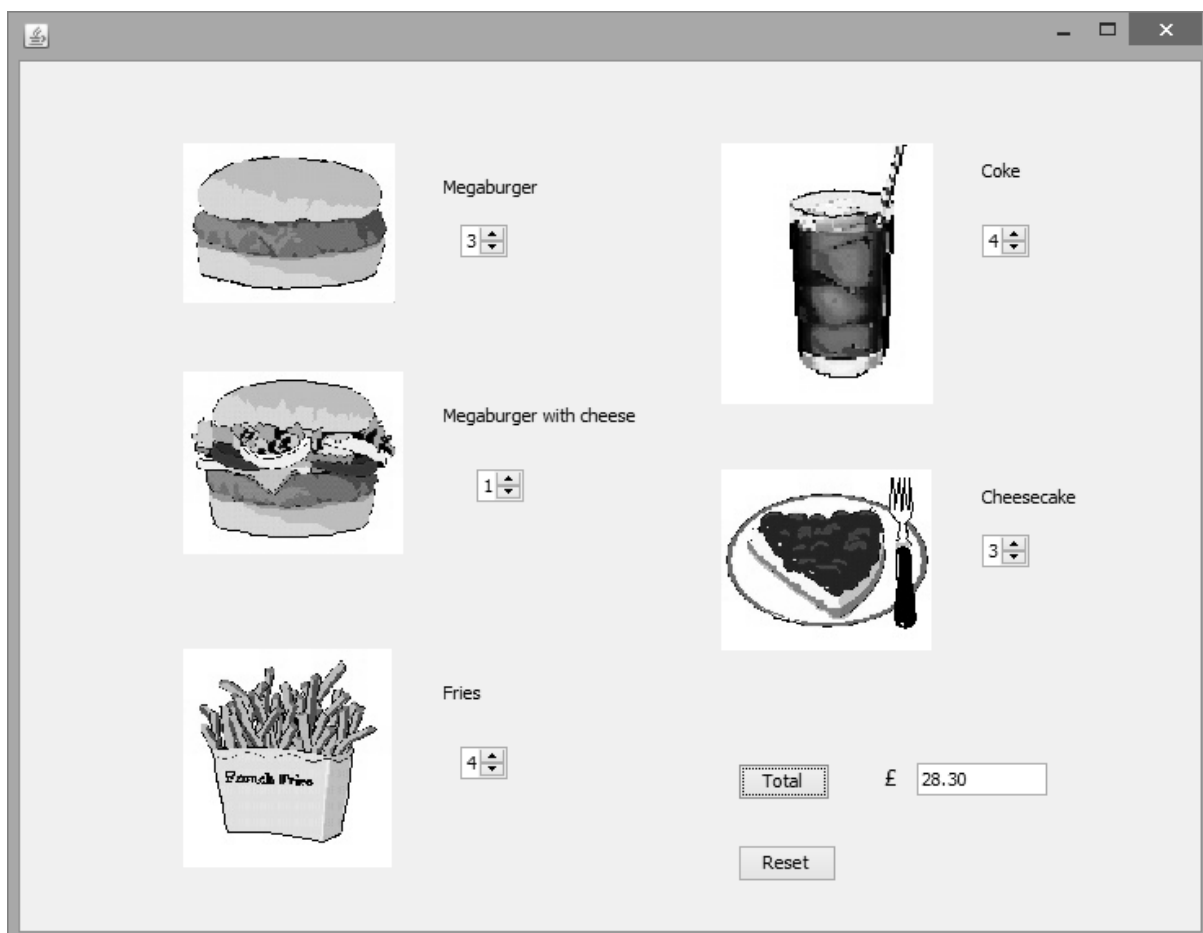 Megaburger
3
Megaburger with cheese
1
Fries
4
French Fries
Coke
4
Cheesecake
3
Total £ 28.30
Reset